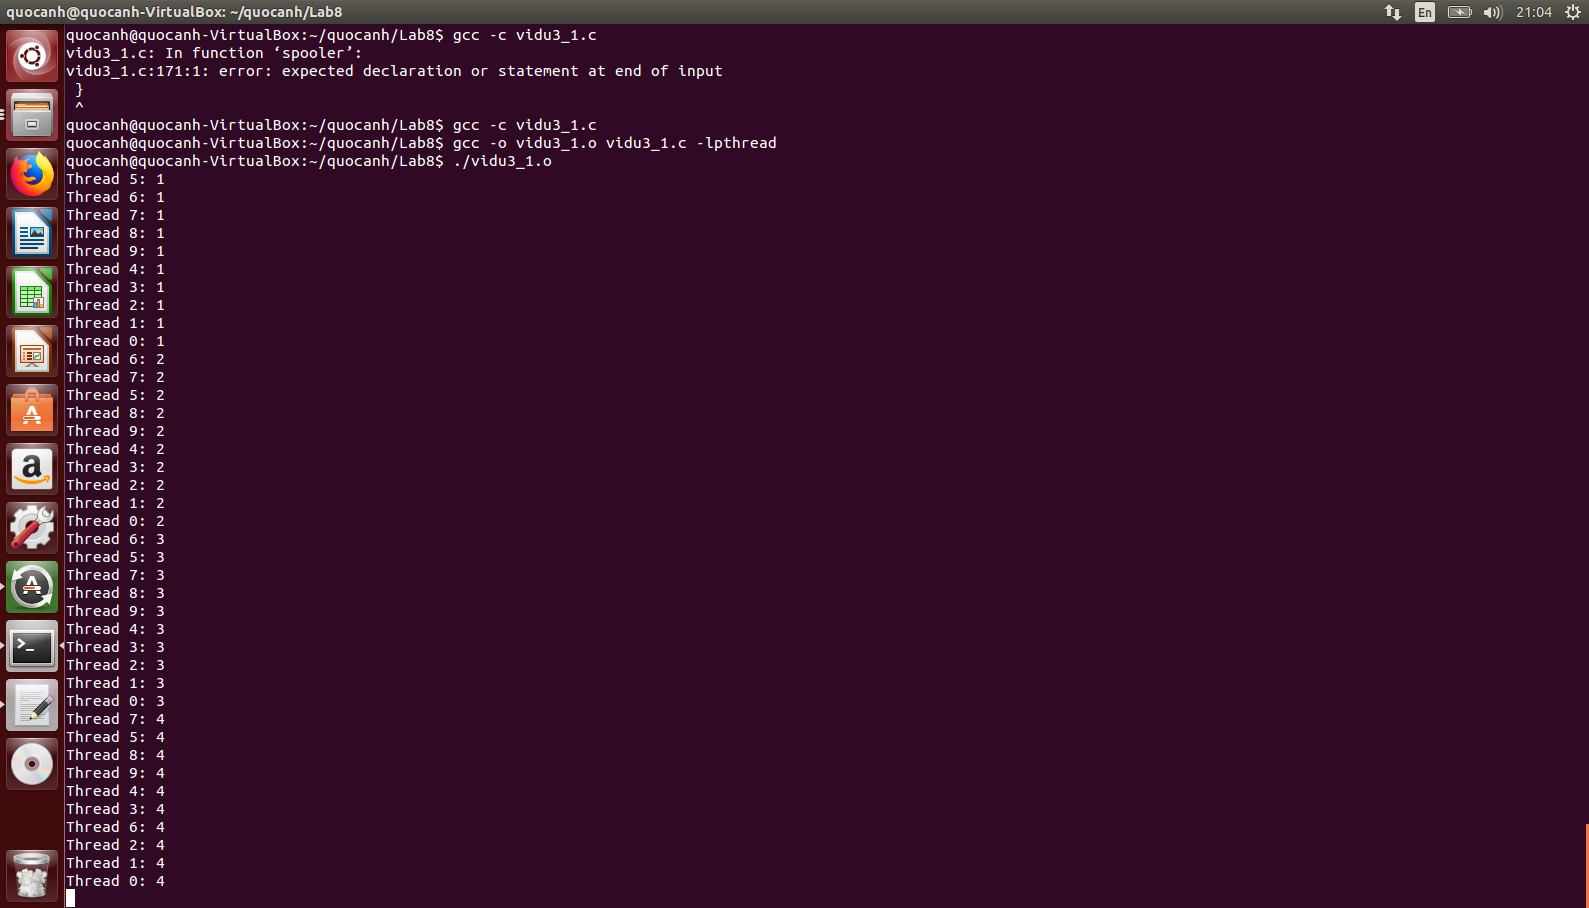 quocanh@quocanh-VirtualBox: ~/quocanh/Lab8
En
21:04
quocanh@quocanh-VirtualBox:~/quocanh/Lab8$ gcc -c vidu3_1.c
vidu3_1.c: In function ‘spooler’:
vidu3_1.c:171:1: error: expected declaration or statement at end of input
 }
 ^
quocanh@quocanh-VirtualBox:~/quocanh/Lab8$ gcc -c vidu3_1.c
quocanh@quocanh-VirtualBox:~/quocanh/Lab8$ gcc -o vidu3_1.o vidu3_1.c -lpthread
quocanh@quocanh-VirtualBox:~/quocanh/Lab8$ ./vidu3_1.o
Thread 5: 1
Thread 6: 1
Thread 7: 1
Thread 8: 1
Thread 9: 1
Thread 4: 1
Thread 3: 1
Thread 2: 1
Thread 1: 1
Thread 0: 1
Thread 6: 2
Thread 7: 2
Thread 5: 2
Thread 8: 2
Thread 9: 2
Thread 4: 2
Thread 3: 2
Thread 2: 2
Thread 1: 2
Thread 0: 2
Thread 6: 3
Thread 5: 3
Thread 7: 3
Thread 8: 3
Thread 9: 3
Thread 4: 3
Thread 3: 3
Thread 2: 3
Thread 1: 3
Thread 0: 3
Thread 7: 4
Thread 5: 4
Thread 8: 4
Thread 9: 4
Thread 4: 4
Thread 3: 4
Thread 6: 4
Thread 2: 4
Thread 1: 4
Thread 0: 4